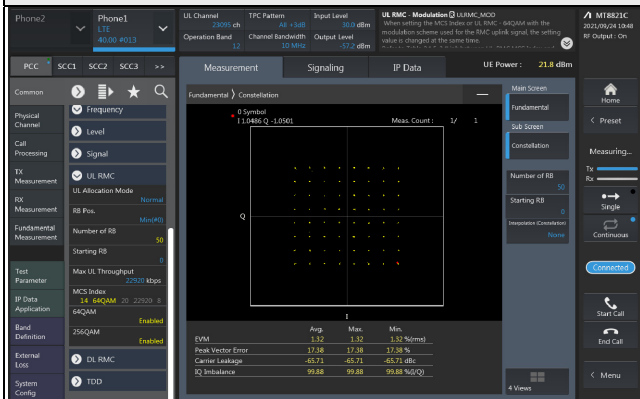 Phone2
Phone1
LTE
40.00 #013
UL Channel
23095 ch
TPC Pattern
All +3dB
Input Level
30.0 dBm
Operation Band
12
Channel Bandwidth
10 MHz
Output Level
-57.2 dBm
UL RMC - Modulation ULRMC_MOD
When setting the MCS Index or UL RMC - 64QAM with the
modulation scheme used for the RMC uplink signal, the setting
value is changed at the same time.
MT8821C
2021/09/24 10:48
RF Output : On
PCC
SCC1
SCC2
SCC3
>>
Measurement
Signaling
IP Data
UE Power : 21.8 dBm
Common
Physical
Channel
Call
Processing
TX
Measurement
RX
Measurement
Fundamental
Measurement
Test
Parameter
IP Data
Application
Band
Definition
External
Loss
System
Config
Frequency
Level
Signal
UL RMC
UL Allocation Mode
Normal
RB Pos.
Min(#0)
Number of RB
50
Starting RB
0
Max UL Throughput
22920 kbps
MCS Index
14 64QAM 20 22920 8
64QAM
Enabled
256QAM
Enabled
DL RMC
TDD
Fundamental > Constellation
0 Symbol
I 1.0486 Q -1.0501
Meas. Count : 1/ 1
Q
I
Avg. Max. Min.
EVM 1.32 1.32 1.32 %(rms)
Peak Vector Error 17.38 17.38 17.38 %
Carrier Leakage -65.71 -65.71 -65.71 dBc
IQ Imbalance 99.88 99.88 99.88 %(I/Q)
Main Screen
Fundamental
Sub Screen
Constellation
Number of RB
50
Starting RB
0
Interpolation (Constellation)
None
4 Views
Home
< Preset
Measuring...
Tx
Rx
Single
Continuous
Connected
Start Call
End Call
< Menu